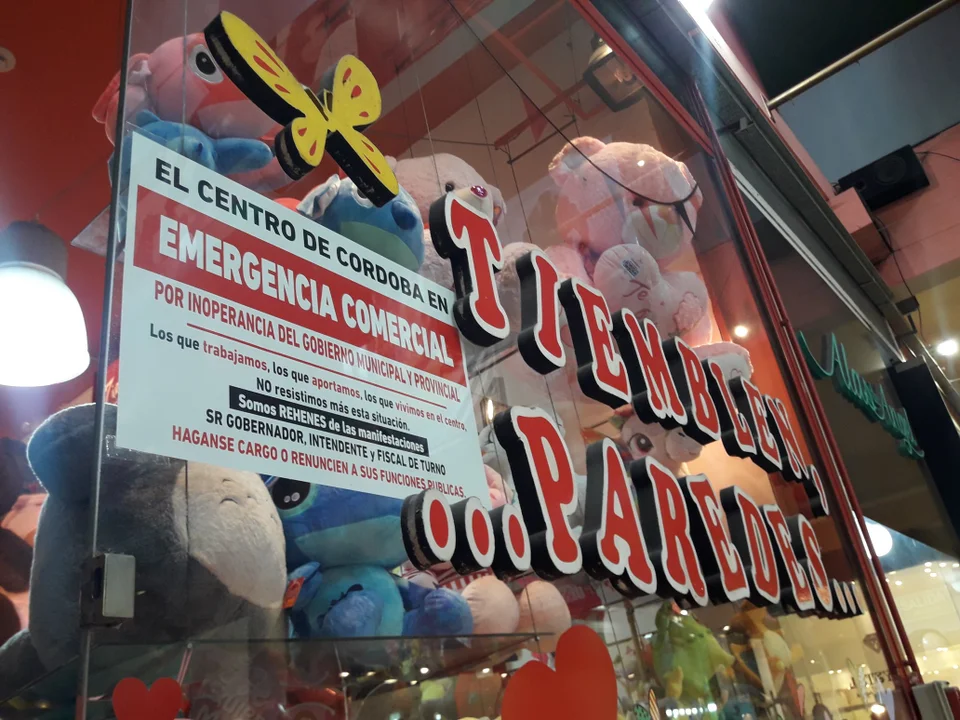 EL CENTRO DE CORDOBA EN
EMERGENCIA COMERCIAL
POR INOPERANCIA DEL GOBIERNO MUNICIPAL Y PROVINCIAL
Los que trabajamos, los que aportamos, los que vivimos en el centro,
NO resistimos más esta situación.
Somos REHENES de las manifestaciones
SR GOBERNADOR, INTENDENTE y FISCAL DE TURNO
HAGANSE CARGO O RENUNCIEN A SUS FUNCIONES PUBLICAS.
TIEMBLEN...
...PAREDES...